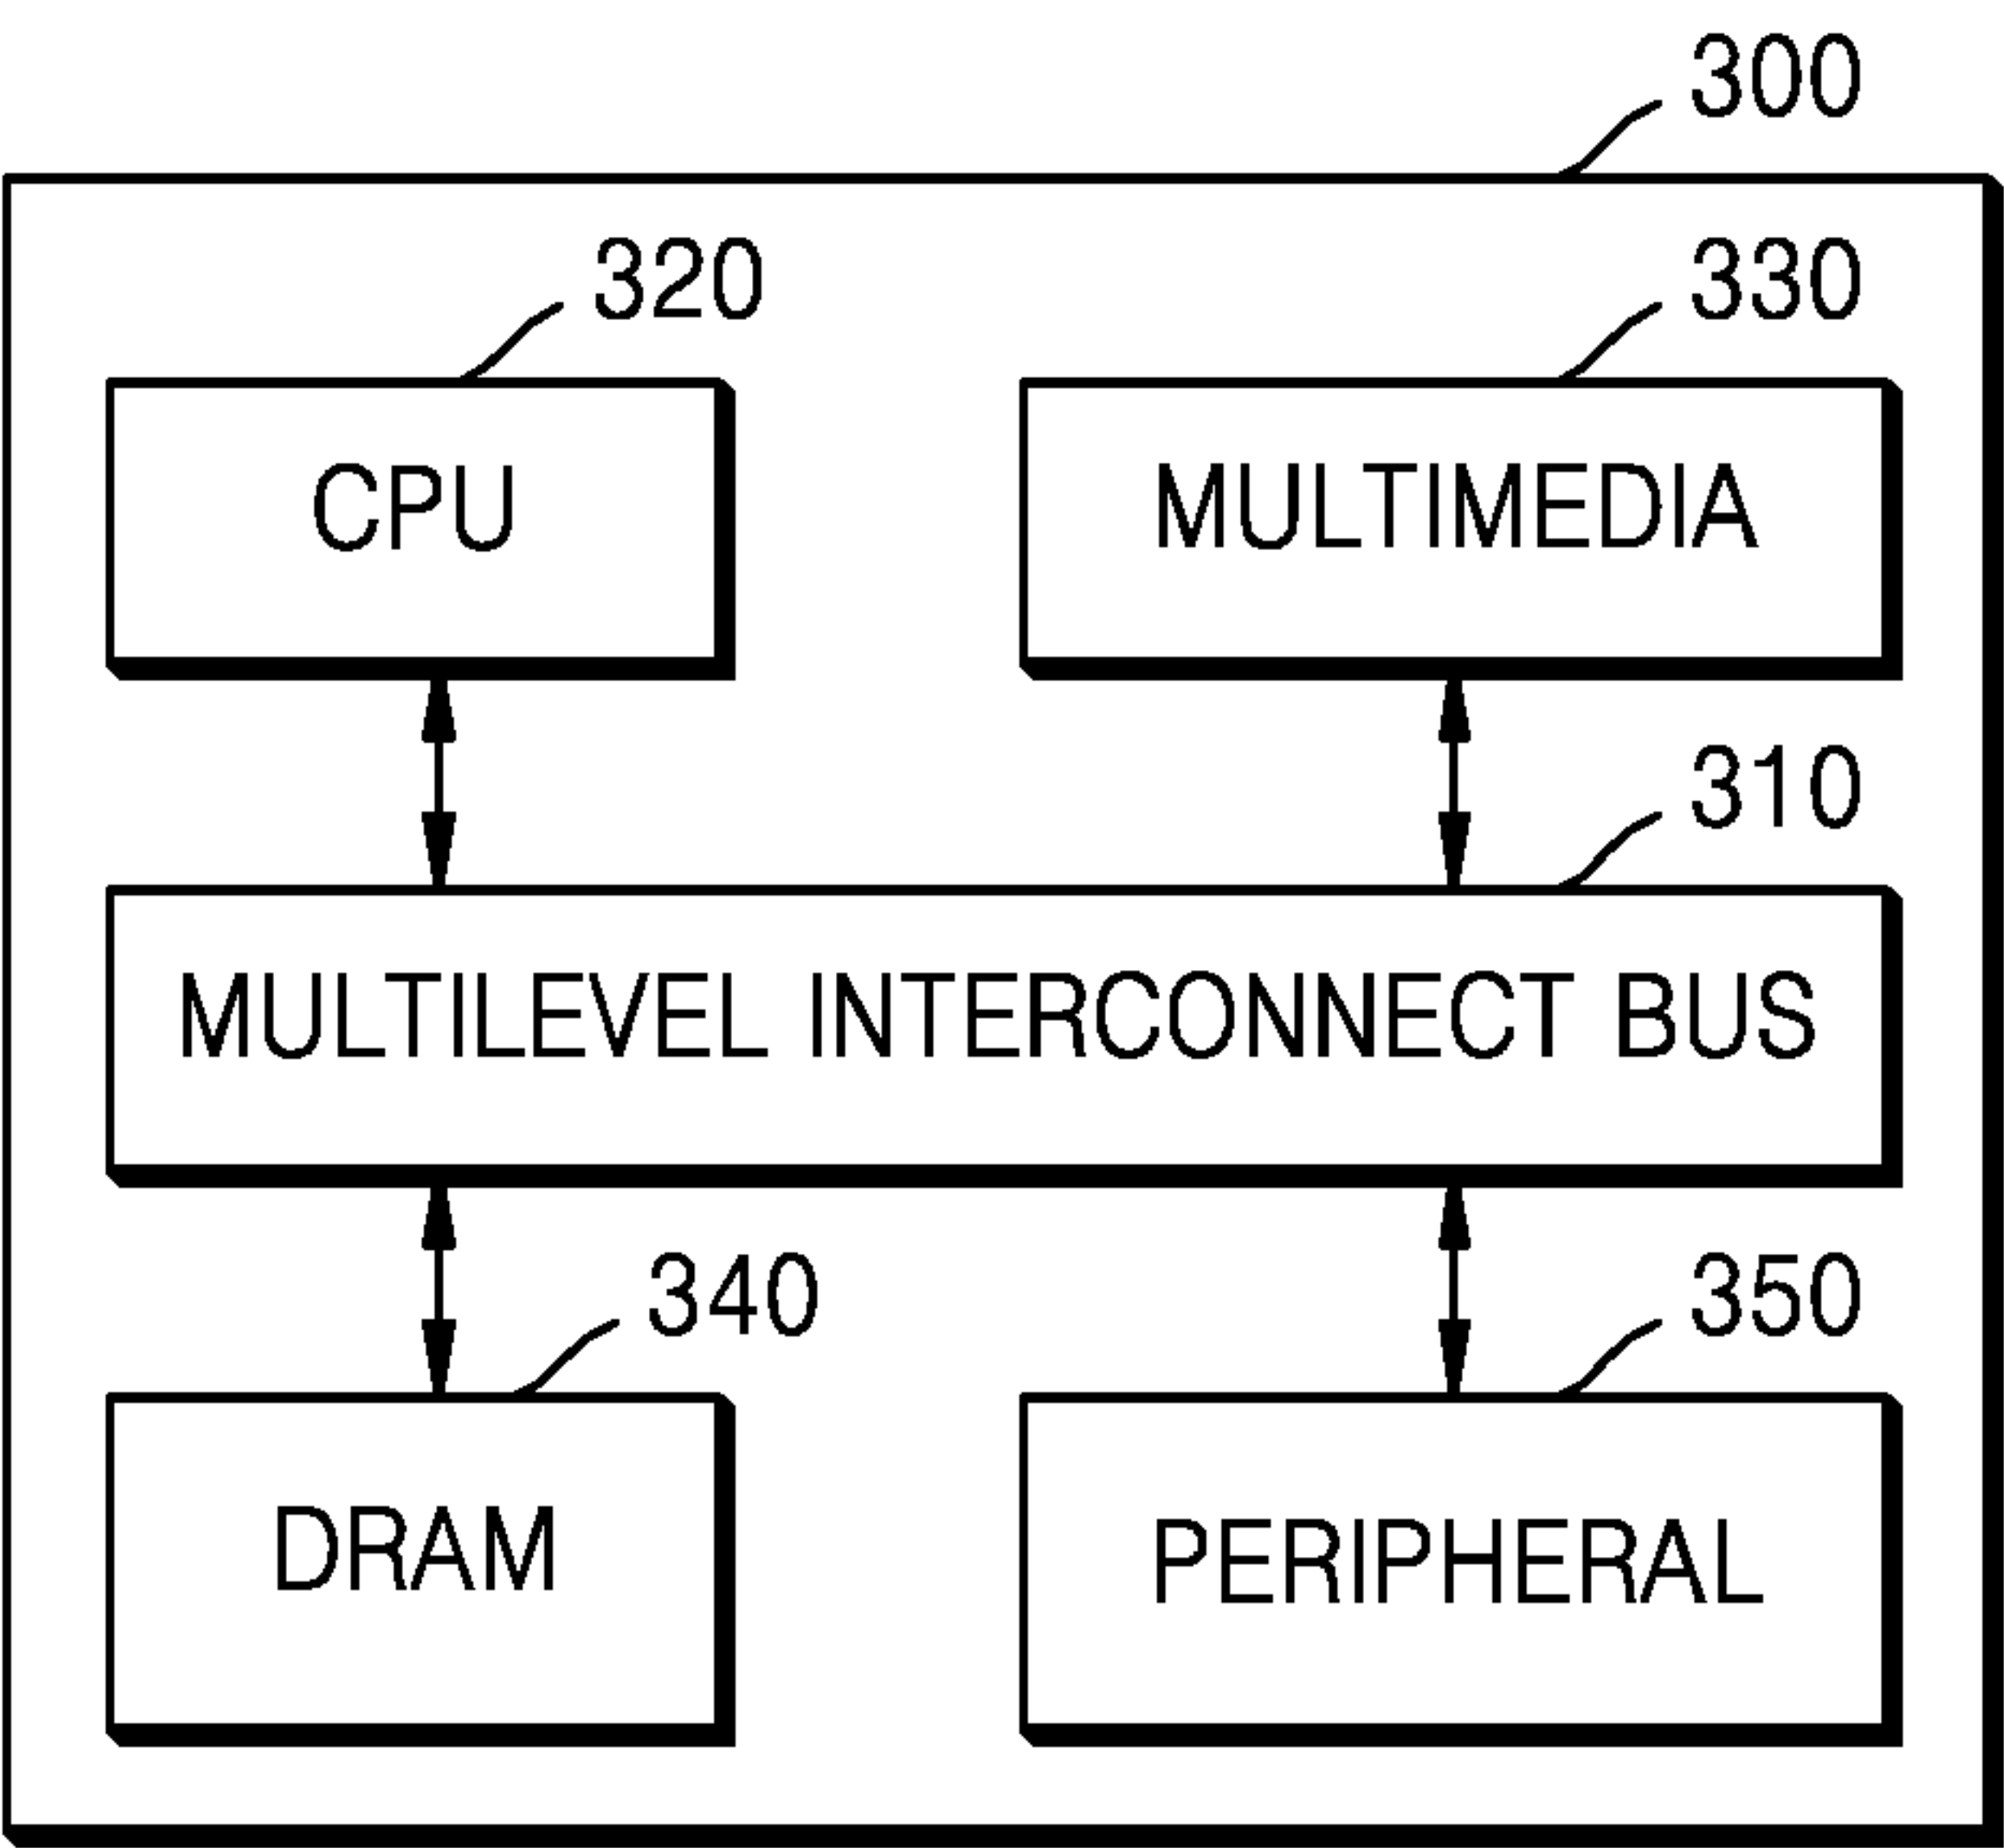 300
320
330
CPU
MULTIMEDIA
310
MULTILEVEL INTERCONNECT BUS
340
350
DRAM
PERIPHERAL